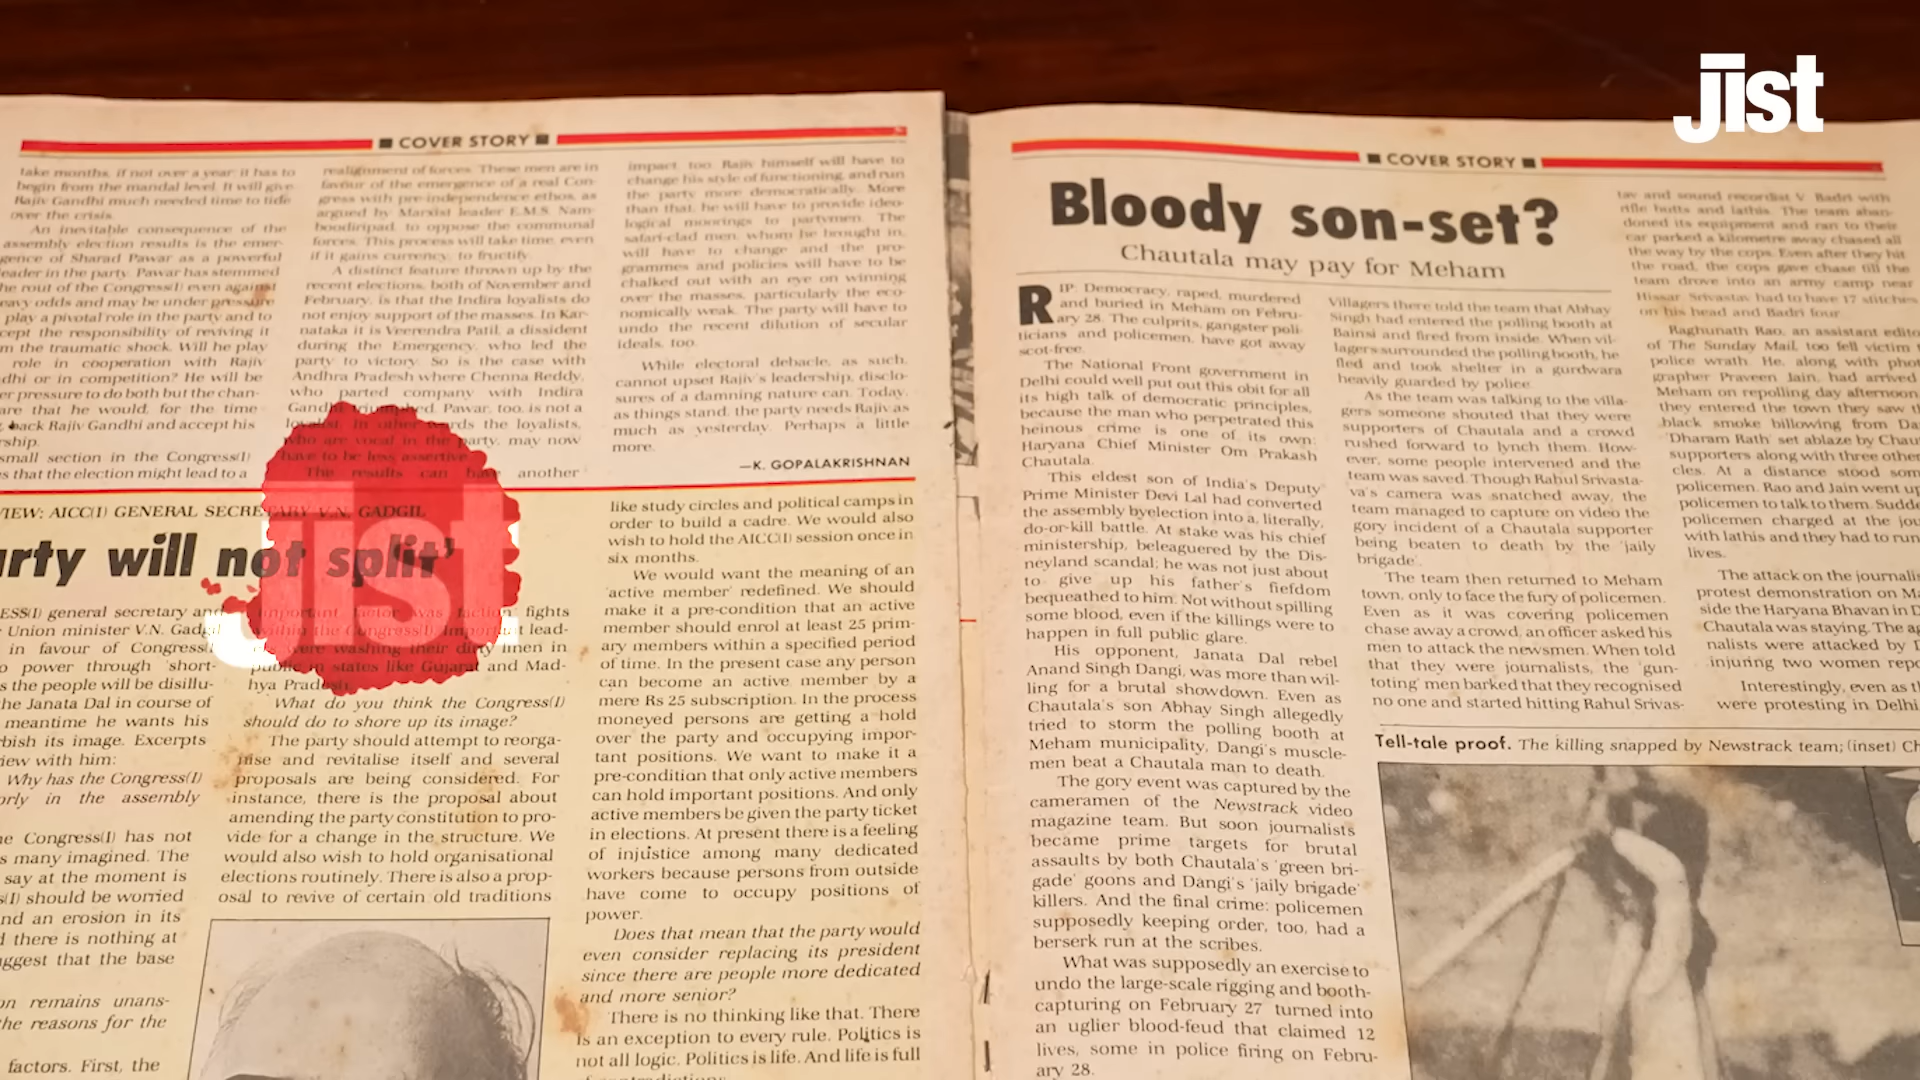 jist
COVER STORY
take months, if not over a year it has to
begin from the mandal level. It will give
Rajiv Gandhi much needed time to tide
over the crisis.
An inevitable consequence of the
assembly election results is the emer-
gence of Sharad Pawar as a powerful
leader in the party. Pawar has stemmed
he rout of the Congress(I) even against
eavy odds and may be under pressure
play a pivotal role in the party and to
cept the responsibility of reviving it
m the traumatic shock. Will he play
role in cooperation with Rajiv
dhi or in competition? He will be
er pressure to do both but the chan-
are that he would, for the time
back Rajiv Gandhi and accept his
rship.
small section in the Congress(I)
s that the election might lead to a
realignment of forces. These men are in
favour of the emergence of a real Con-
gress with pre-independence ethos, as
argued by Marxist leader E.M.S. Nam-
boodiripad, to oppose the communal
forces. This process will take time, even
if it gains currency, to fructify.
A distinct feature thrown up by the
recent elections, both of November and
February, is that the Indira loyalists do
not enjoy support of the masses. In Kar-
nataka it is Veerendra Patil, a dissident
during the Emergency, who led the
party to victory. So is the case with
Andhra Pradesh where Chenna Reddy,
who parted company with Indira
Gandhi triumphed. Pawar, too, is not a
loyalist. In other words the loyalists,
who are vocal in the party, may now
have to be less assertive.
The results can have another
impact too. Rajiv himself will have to
change his style of functioning and run
the party more democratically. More
than that, he will have to provide ideo-
logical moorings to partymen. The
safari-clad men, whom he brought in,
will have to change and the pro-
grammes and policies will have to be
chalked out with an eye on winning
over the masses, particularly the eco-
nomically weak. The party will have to
undo the recent dilution of secular
ideals, too.
While electoral debacle, as such,
cannot upset Rajiv's leadership, disclo-
sures of a damning nature can. Today,
as things stand, the party needs Rajiv as
much as yesterday. Perhaps a little
more.
—K. GOPALAKRISHNAN
VIEW: AICC(I) GENERAL SECRETARY V.N. GADGIL
arty will not split'
ESS(I) general secretary and
Union minister V.N. Gadgil
in favour of Congress(
o power through 'short-
s the people will be disillu-
he Janata Dal in course of
meantime he wants his
rbish its image. Excerpts
iew with him:
Why has the Congress(I)
orly in the assembly
he Congress(I) has not
s many imagined. The
say at the moment is
s(I) should be worried
nd an erosion in its
d there is nothing at
uggest that the base
on remains unans-
the reasons for the
factors. First, the
important factor was faction fights
within the Congress(I). Important lead-
ers were washing their dirty linen in
public in states like Gujarat and Mad-
hya Pradesh.
What do you think the Congress(I)
should do to shore up its image?
The party should attempt to reorga-
nise and revitalise itself and several
proposals are being considered. For
instance, there is the proposal about
amending the party constitution to pro-
vide for a change in the structure. We
would also wish to hold organisational
elections routinely. There is also a prop-
osal to revive of certain old traditions
like study circles and political camps in
order to build a cadre. We would also
wish to hold the AICC(I) session once in
six months.
We would want the meaning of an
'active member' redefined. We should
make it a pre-condition that an active
member should enrol at least 25 prim-
ary members within a specified period
of time. In the present case any person
can become an active member by a
mere Rs 25 subscription. In the process
moneyed persons are getting a hold
over the party and occupying impor-
tant positions. We want to make it a
pre-condition that only active members
can hold important positions. And only
active members be given the party ticket
in elections. At present there is a feeling
of injustice among many dedicated
workers because persons from outside
have come to occupy positions of
power.
Does that mean that the party would
even consider replacing its president
since there are people more dedicated
and more senior?
There is no thinking like that. There
is an exception to every rule. Politics is
not all logic. Politics is life. And life is full
jist
COVER STORY
Bloody son-set?
Chautala may pay for Meham
RIP: Democracy, raped, murdered
and buried in Meham on Febru-
ary 28. The culprits, gangster poli-
ticians and policemen, have got away
scot-free.
The National Front government in
Delhi could well put out this obit for all
its high talk of democratic principles,
because the man who perpetrated this
heinous crime is one of its own:
Haryana Chief Minister Om Prakash
Chautala.
This eldest son of India's Deputy
Prime Minister Devi Lal had converted
the assembly byelection into a, literally,
do-or-kill battle. At stake was his chief
ministership, beleaguered by the Dis-
neyland scandal; he was not just about
to give up his father's fiefdom
bequeathed to him. Not without spilling
some blood, even if the killings were to
happen in full public glare.
His opponent, Janata Dal rebel
Anand Singh Dangi, was more than wil-
ling for a brutal showdown. Even as
Chautala's son Abhay Singh allegedly
tried to storm the polling booth at
Meham municipality, Dangi's muscle-
men beat a Chautala man to death.
The gory event was captured by the
cameramen of the Newstrack video
magazine team. But soon journalists
became prime targets for brutal
assaults by both Chautala's 'green bri-
gade' goons and Dangi's 'jaily brigade'
killers. And the final crime: policemen
supposedly keeping order, too, had a
berserk run at the scribes.
What was supposedly an exercise to
undo the large-scale rigging and booth-
capturing on February 27 turned into
an uglier blood-feud that claimed 12
lives, some in police firing on Febru-
ary 28.
Villagers there told the team that Abhay
Singh had entered the polling booth at
Bainsi and fired from inside. When vil-
lagers surrounded the polling booth, he
fled and took shelter in a gurdwara
heavily guarded by police.
As the team was talking to the villa-
gers someone shouted that they were
supporters of Chautala and a crowd
rushed forward to lynch them. How-
ever, some people intervened and the
team was saved. Though Rahul Srivasta-
va's camera was snatched away, the
team managed to capture on video the
gory incident of a Chautala supporter
being beaten to death by the 'jaily
brigade'.
The team then returned to Meham
town, only to face the fury of policemen.
Even as it was covering policemen
chase away a crowd, an officer asked his
men to attack the newsmen. When told
that they were journalists, the 'gun-
toting' men barked that they recognised
no one and started hitting Rahul Srivas-
tav and sound recordist V. Badri with
rifle butts and lathis. The team aban-
doned its equipment and ran to their
car parked a kilometre away chased all
the way by the cops. Even after they hit
the road, the cops gave chase till the
team drove into an army camp near
Hissar. Srivastav had to have 17 stitches
on his head and Badri four.
Raghunath Rao, an assistant edito
of The Sunday Mail, too fell victim
police wrath. He, along with phot
grapher Praveen Jain, had arrived
Meham on repolling day afternoon
they entered the town they saw t
black smoke billowing from Da
'Dharam Rath' set ablaze by Chau
supporters along with three other
cles. At a distance stood som
policemen. Rao and Jain went up
policemen to talk to them. Sudde
policemen charged at the jou
with lathis and they had to run
lives.
The attack on the journalis
protest demonstration on Ma
side the Haryana Bhavan in D
Chautala was staying. The ag
nalists were attacked by
injuring two women repo
Interestingly, even as t
were protesting in Delhi
Tell-tale proof. The killing snapped by Newstrack team; (inset) Ch